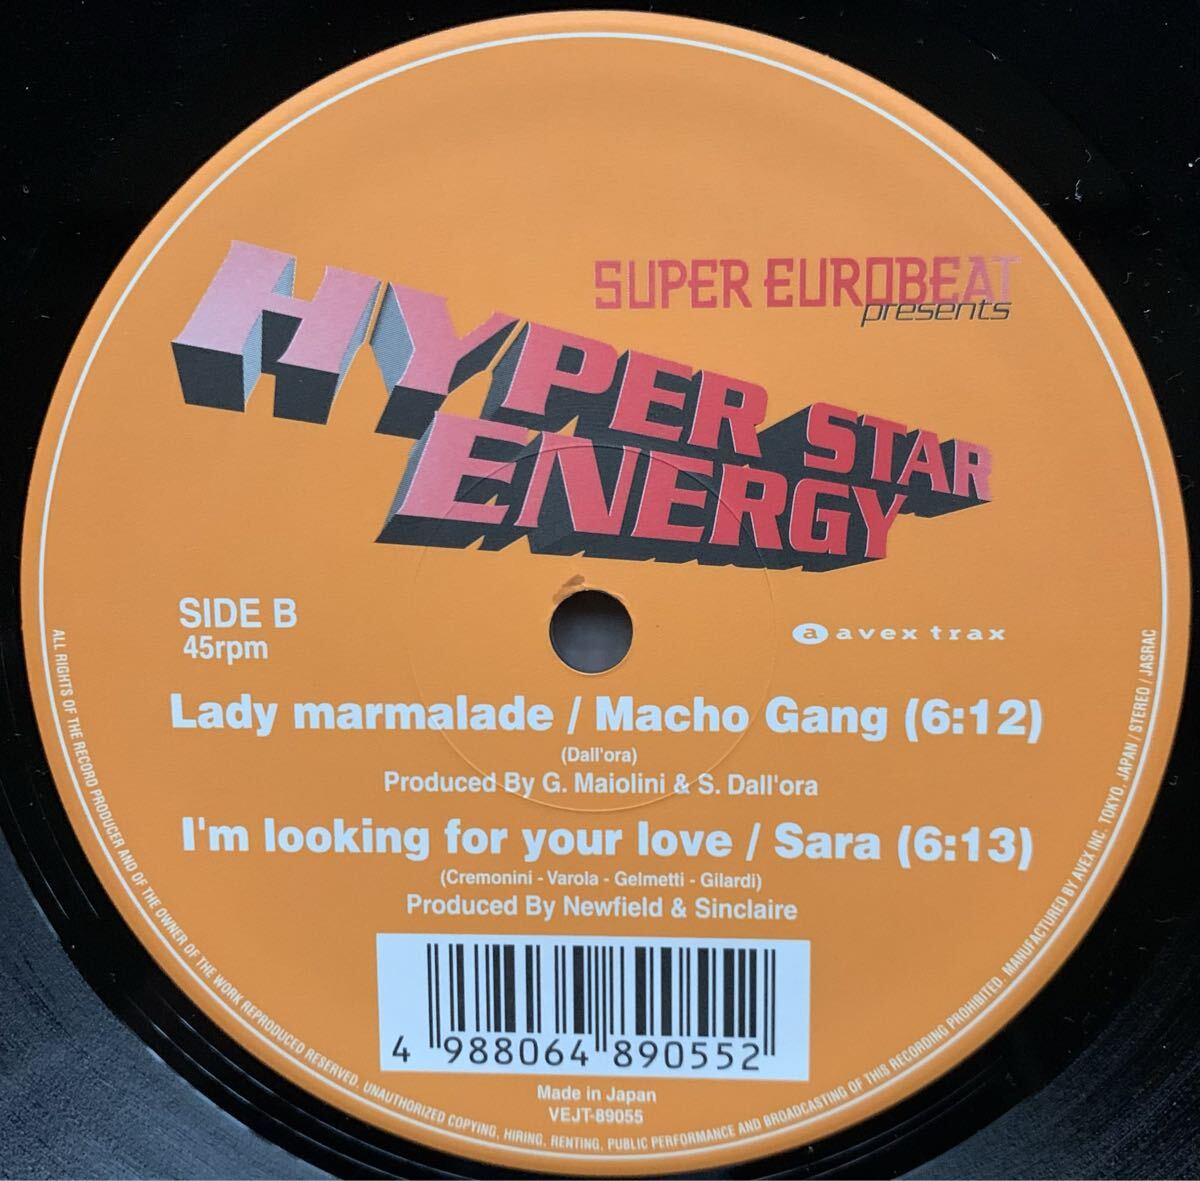 SUPER EUROBEAT
presents
HYPER STAR
ENERGY
SIDE B
45rpm
a avex trax
Lady marmalade / Macho Gang (6:12)
(Dall'ora)
Produced By G. Maiolini & S. Dall'ora
I'm looking for your love / Sara (6:13)
(Cremonini - Varola - Gelmetti - Gilardi)
Produced By Newfield & Sinclaire
4 988064 890552
Made in Japan
VEJT-89055
ALL RIGHTS OF THE RECORD PRODUCER AND OF THE OWNER OF THE WORK REPRODUCED RESERVED. UNAUTHORIZED COPYING, HIRING, RENTING, PUBLIC PERFORMANCE AND BROADCASTING OF THIS RECORDING PROHIBITED. MANUFACTURED BY AVEX INC. TOKYO, JAPAN / STEREO / JASRAC